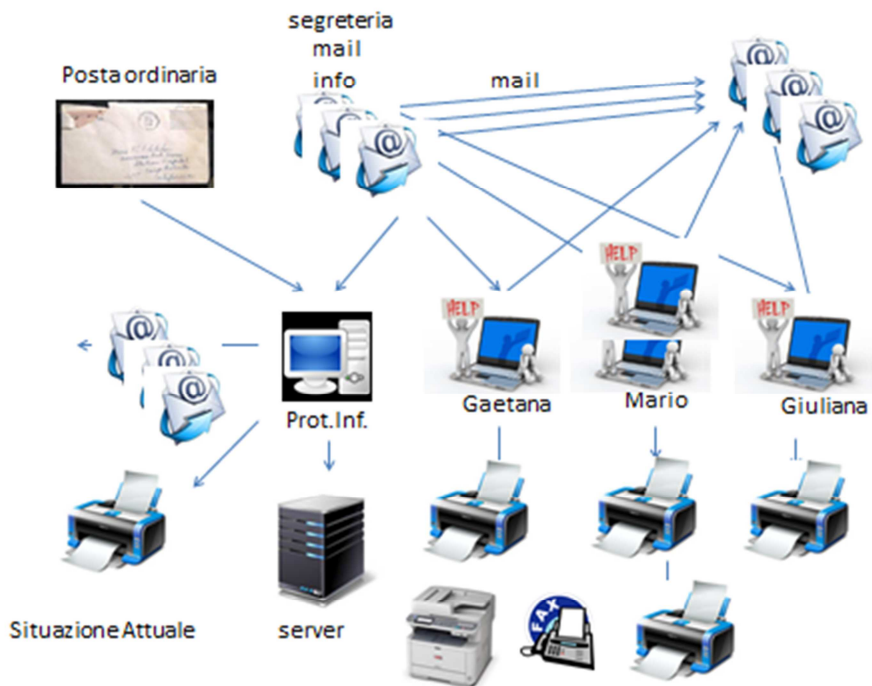 segreteria
mail
info
Posta ordinaria
mail
HELP
HELP
HELP
Prot.Inf.
Gaetana
Mario
Giuliana
Situazione Attuale
server
FAX